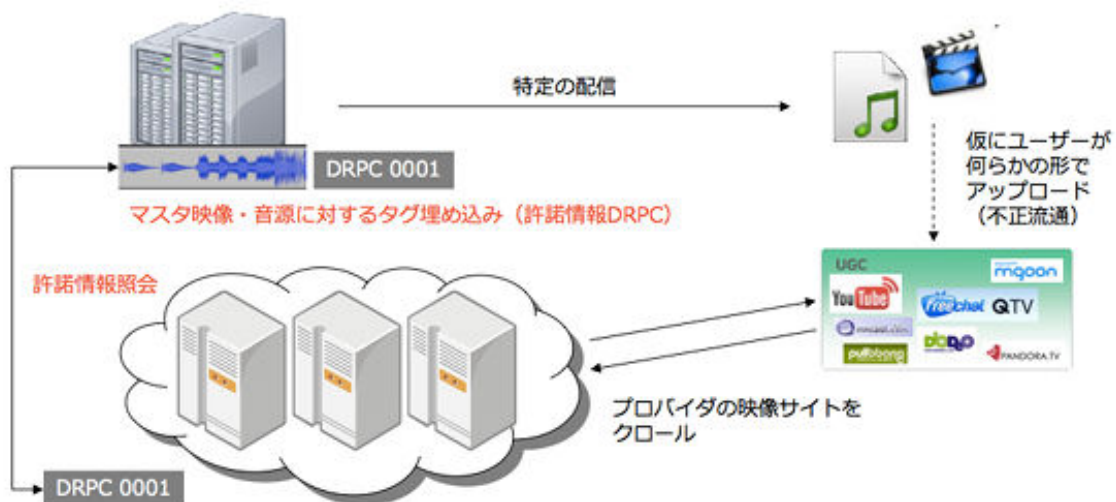 特定の配信
DRPC 0001
マスタ映像・音源に対するタグ埋め込み（許諾情報DRPC）
仮にユーザーが
何らかの形で
アップロード
（不正流通）
許諾情報照会
UGC
mgoon
YouTube
freechal
QTV
PANDORA.TV
プロバイダの映像サイトを
クロール
DRPC 0001